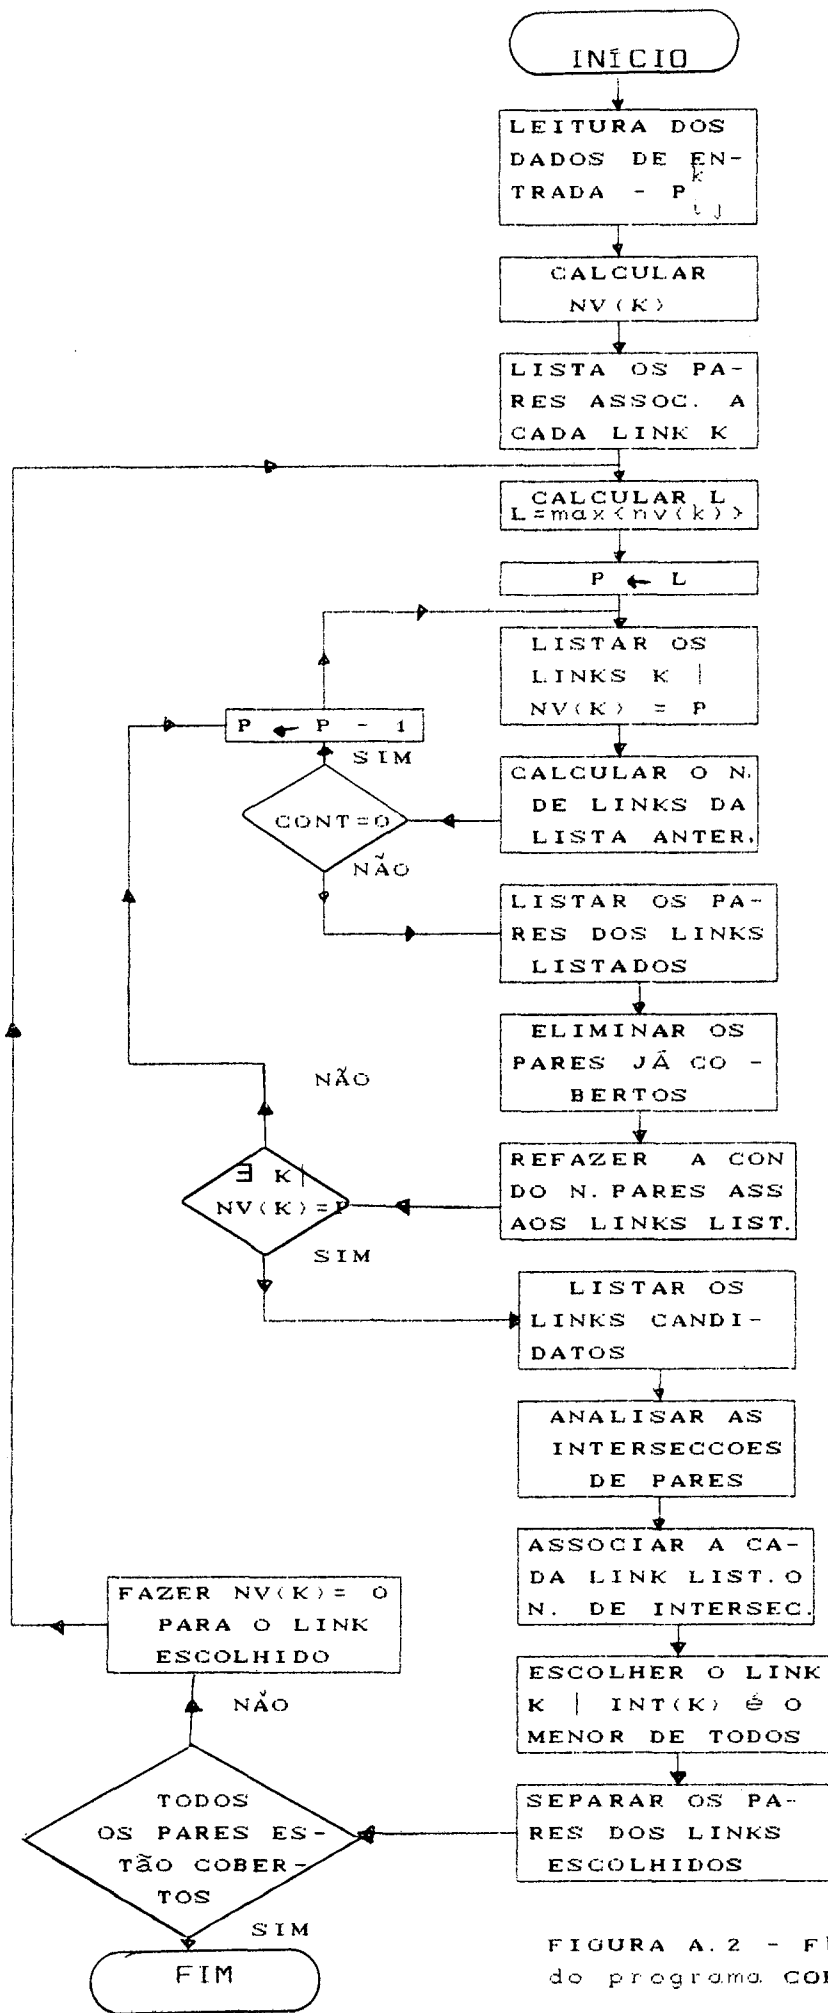 INÍCIO
LEITURA DOS
DADOS DE EN-
TRADA - P
k
ij
CALCULAR
NV(K)
LISTA OS PA-
RES ASSOC. A
CADA LINK K
CALCULAR L
L=max<nv(k)>
P ← L
LISTAR OS
LINKS K |
NV(K) = P
P ← P - 1
SIM
CALCULAR O N.
DE LINKS DA
LISTA ANTER.
CONT=0
NÃO
LISTAR OS PA-
RES DOS LINKS
LISTADOS
ELIMINAR OS
PARES JÁ CO -
BERTOS
NÃO
REFAZER A CON
DO N. PARES ASS
AOS LINKS LIST.
∃ K |
NV(K)=P
SIM
LISTAR OS
LINKS CANDI-
DATOS
ANALISAR AS
INTERSECCOES
DE PARES
ASSOCIAR A CA-
DA LINK LIST. O
N. DE INTERSEC.
FAZER NV(K)= 0
PARA O LINK
ESCOLHIDO
ESCOLHER O LINK
K | INT(K) é O
MENOR DE TODOS
NÃO
SEPARAR OS PA-
RES DOS LINKS
ESCOLHIDOS
TODOS
OS PARES ES-
TãO COBER-
TOS
SIM
FIM
FIGURA A.2 -
do programa